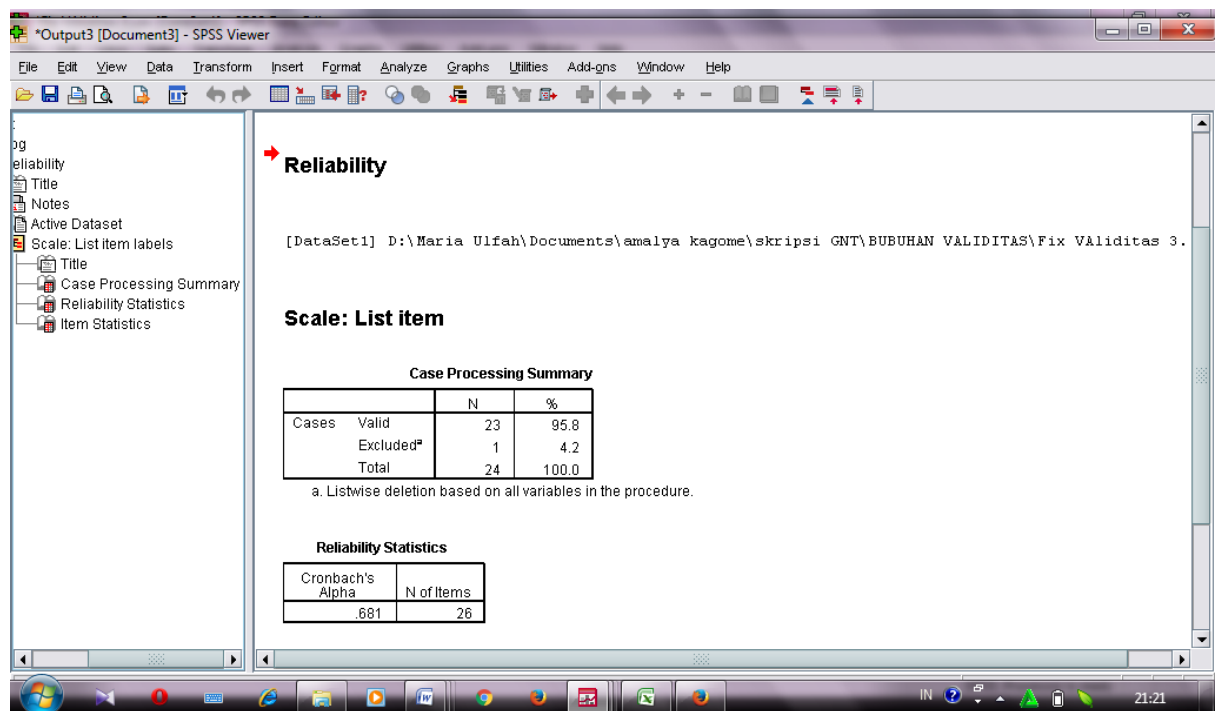 *Output3 [Document3] - SPSS Viewer
File Edit View Data Transform Insert Format Analyze Graphs Utilities Add-ons Window Help
og
eliability
Title
Notes
Active Dataset
Scale: List item labels
Title
Case Processing Summary
Reliability Statistics
Item Statistics
Reliability
[DataSet1] D:\Maria Ulfah\Documents\amalya kagome\skripsi GNT\BUBUHAN VALIDITAS\Fix VAliditas 3.
Scale: List item
Case Processing Summary
N %
Cases Valid 23 95.8
Excludedª 1 4.2
Total 24 100.0
a. Listwise deletion based on all variables in the procedure.
Reliability Statistics
Cronbach's Alpha N of Items
.681 26
IN 21:21